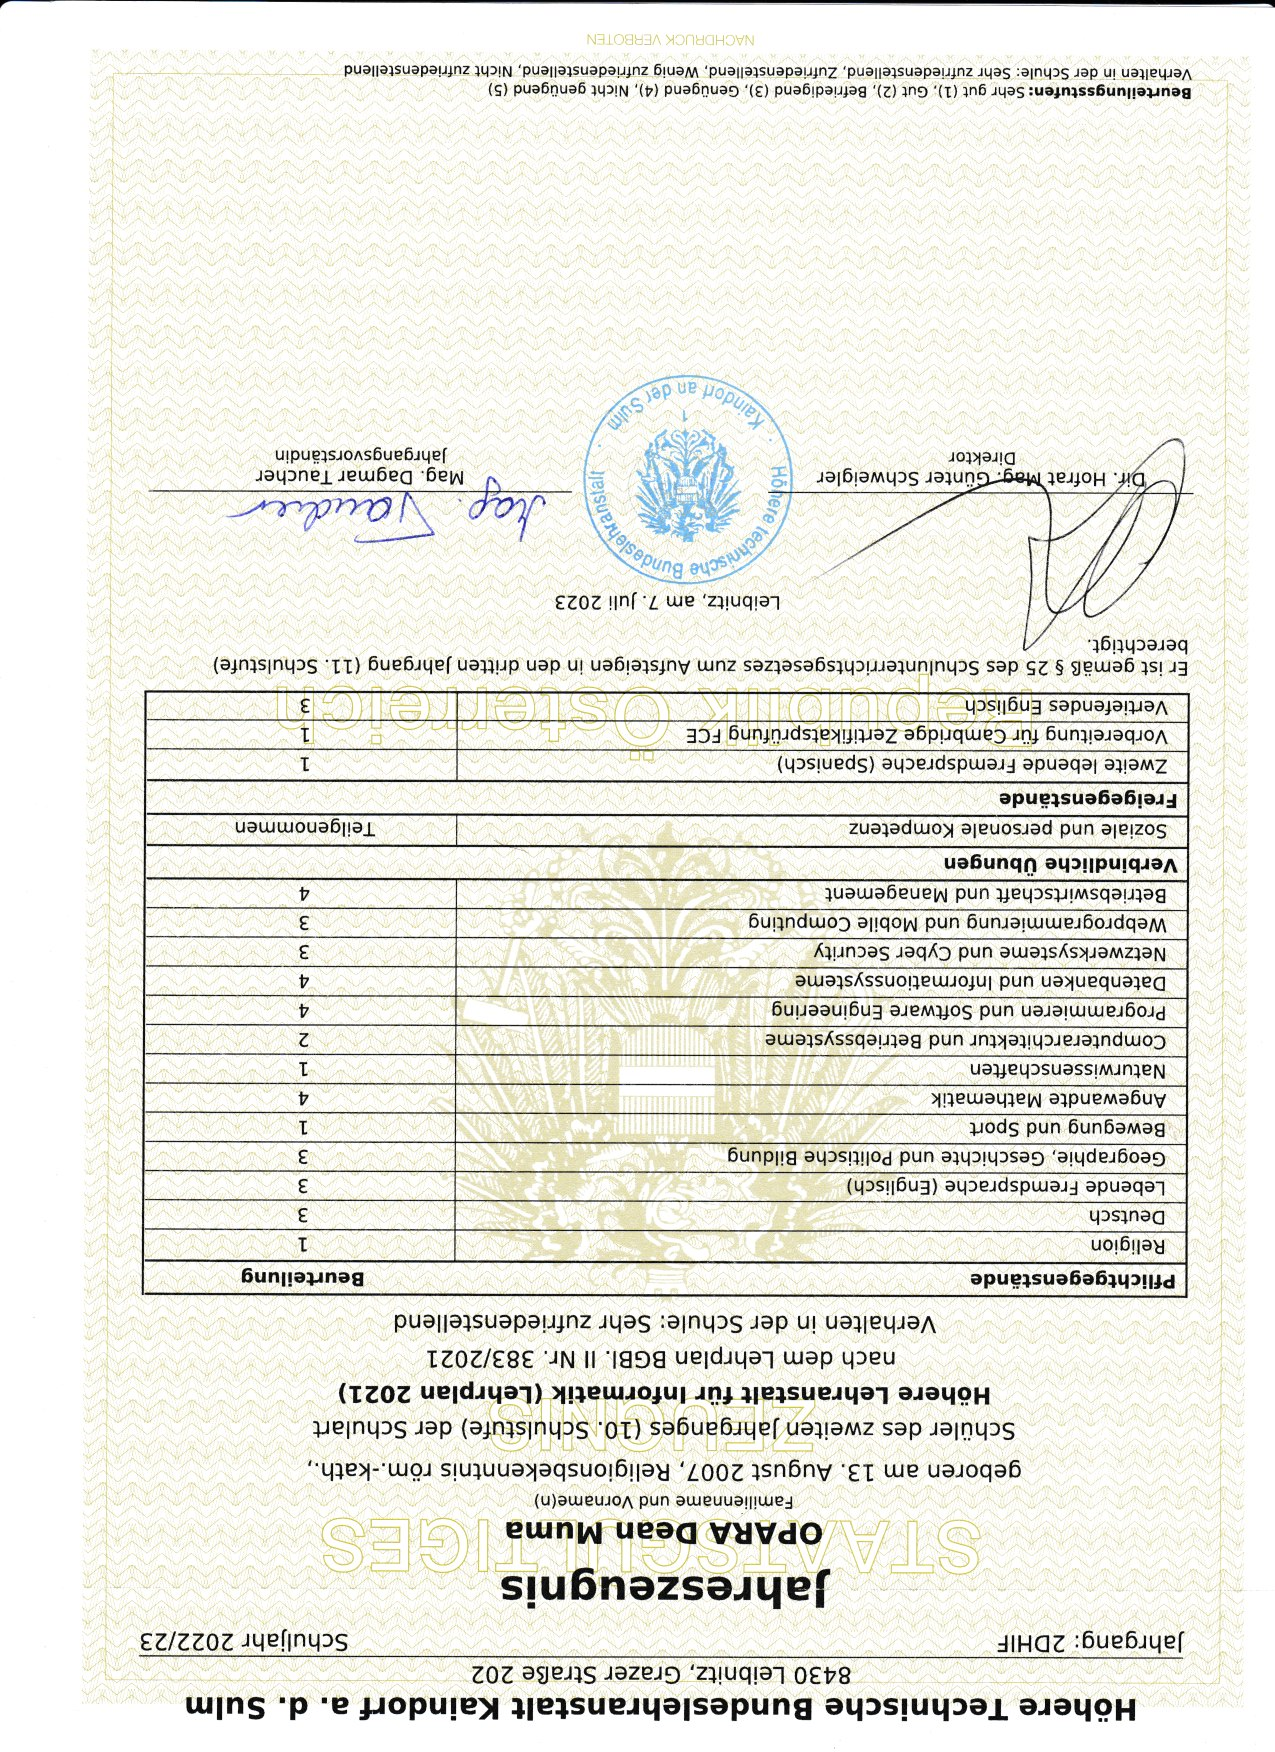 Höhere Technische Bundeslehranstalt Kaindorf a. d. Sulm
8430 Leibnitz, Grazer Straße 202
Jahrgang: 2DHIF Schuljahr 2022/23
Jahreszeugnis
STAATSGÜLTIGES
OPARA Dean Muma
Familienname und Vorname(n)
geboren am 13. August 2007, Religionsbekenntnis röm.-kath.,
Schüler des zweiten Jahrganges (10. Schulstufe) der Schulart
ZEUGNIS
Höhere Lehranstalt für Informatik (Lehrplan 2021)
nach dem Lehrplan BGBl. II Nr. 383/2021
Verhalten in der Schule: Sehr zufriedenstellend
Pflichtgegenstände Beurteilung
Religion 1
Deutsch 3
Lebende Fremdsprache (Englisch) 3
Geographie, Geschichte und Politische Bildung 3
Bewegung und Sport 1
Angewandte Mathematik 4
Naturwissenschaften 1
Computerarchitektur und Betriebssysteme 2
Programmieren und Software Engineering 4
Datenbanken und Informationssysteme 4
Netzwerksysteme und Cyber Security 3
Webprogrammierung und Mobile Computing 3
Betriebswirtschaft und Management 4
Verbindliche Übungen
Soziale und personale Kompetenz Teilgenommen
Freigegenstände
Zweite lebende Fremdsprache (Spanisch) 1
Vorbereitung für Cambridge Zertifikatsprüfung FCE 1
Vertiefendes Englisch 3
Republik Österreich
Er ist gemäß § 25 des Schulunterrichtsgesetzes zum Aufsteigen in den dritten Jahrgang (11. Schulstufe)
berechtigt.
Leibnitz, am 7. Juli 2023
Höhere technische Bundeslehranstalt
· Kaindorf an der Sulm ·
1
Mag. Taucher
Dir. Hofrat Mag. Günter Schweigler
Direktor
Mag. Dagmar Taucher
Jahrgangsvorständin
Beurteilungsstufen: Sehr gut (1), Gut (2), Befriedigend (3), Genügend (4), Nicht genügend (5)
Verhalten in der Schule: Sehr zufriedenstellend, Zufriedenstellend, Wenig zufriedenstellend, Nicht zufriedenstellend
NACHDRUCK VERBOTEN